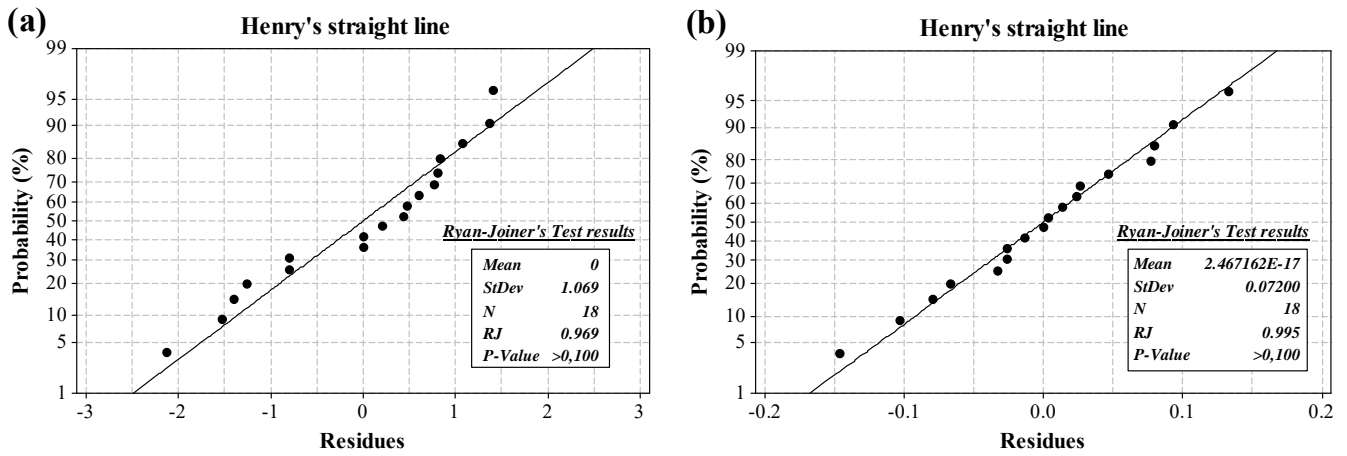 (a)
Henry's straight line
99
95
90
80
70
60
50
40
30
20
10
5
1
Probability (%)
-3 -2 -1 0 1 2 3
Residues
Ryan-Joiner's Test results
Mean 0
StDev 1.069
N 18
RJ 0.969
P-Value >0,100
(b)
Henry's straight line
99
95
90
80
70
60
50
40
30
20
10
5
1
Probability (%)
-0.2 -0.1 0.0 0.1 0.2
Residues
Ryan-Joiner's Test results
Mean 2.467162E-17
StDev 0.07200
N 18
RJ 0.995
P-Value >0,100